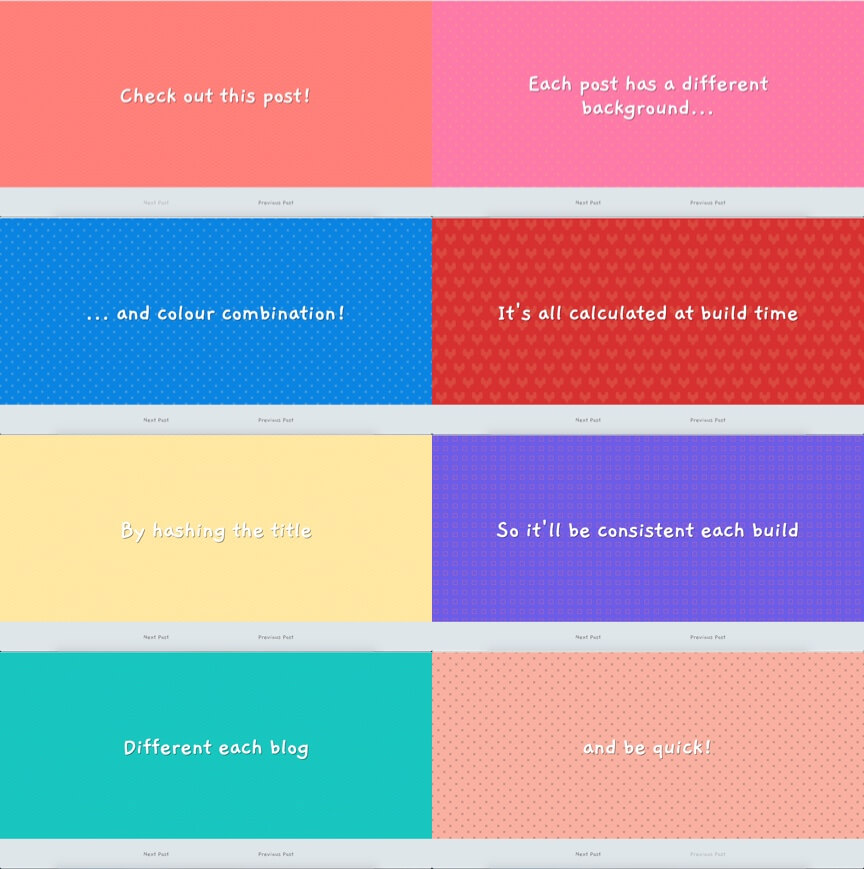 Check out this post!
Next Post
Previous Post
Each post has a different
background...
Next Post
Previous Post
... and colour combination!
Next Post
Previous Post
It's all calculated at build time
Next Post
Previous Post
By hashing the title
Next Post
Previous Post
So it'll be consistent each build
Next Post
Previous Post
Different each blog
Next Post
Previous Post
and be quick!
Next Post
Previous Post